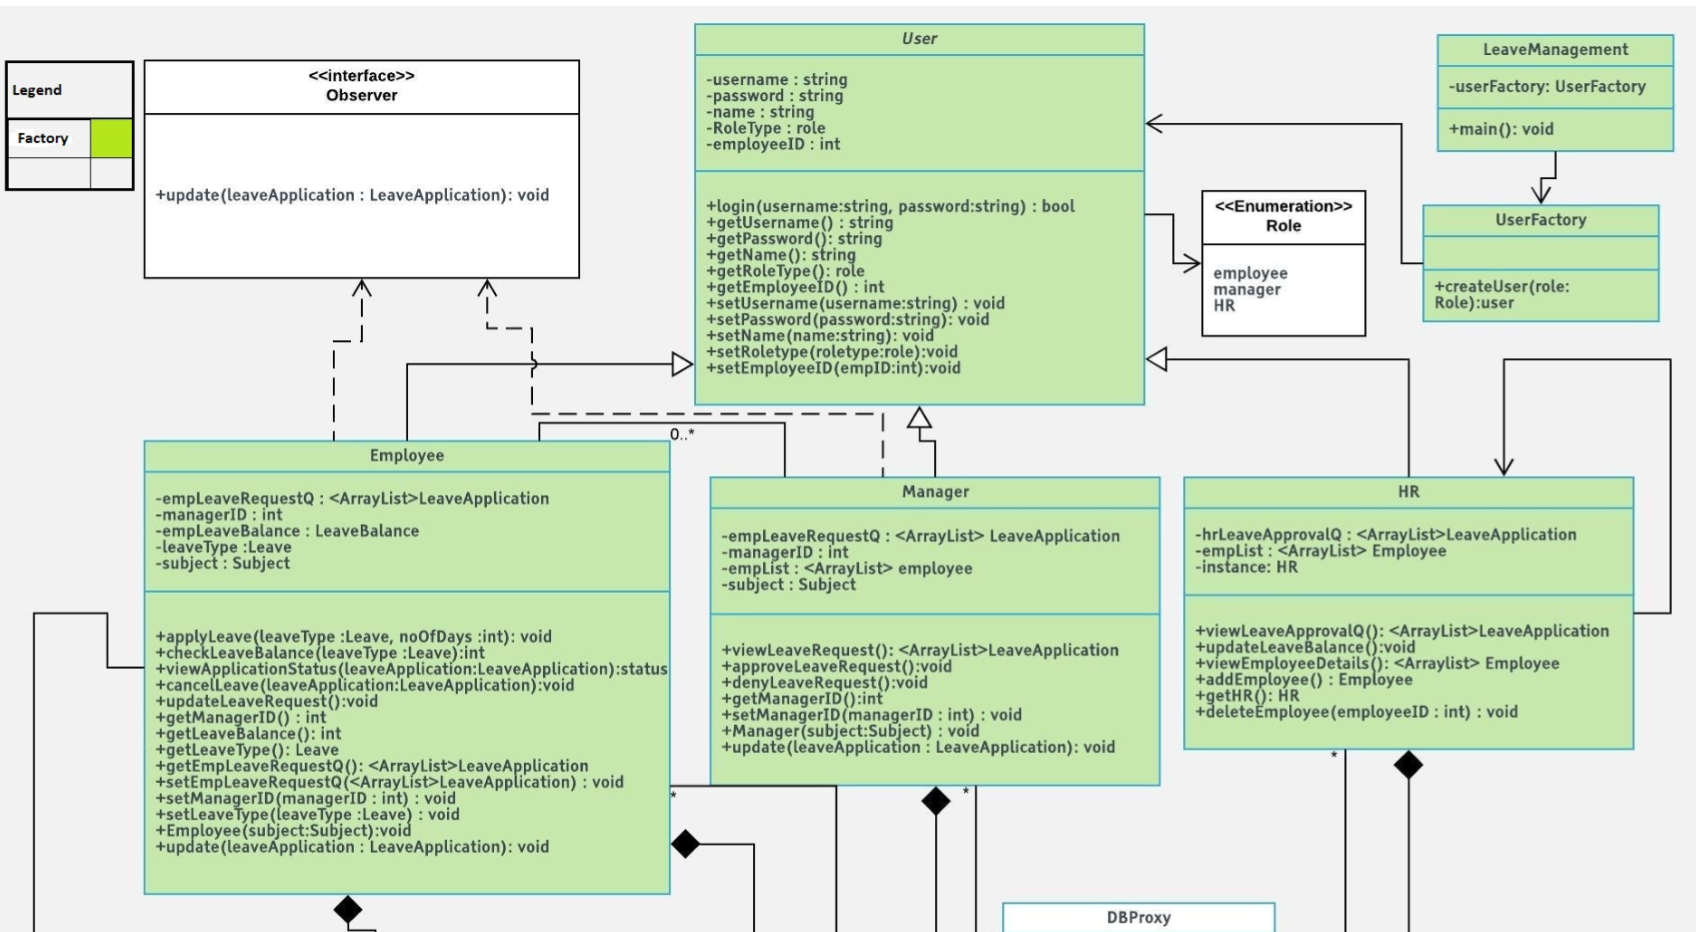 Legend
Factory
<<interface>>
Observer
+update(leaveApplication : LeaveApplication): void
User
-username : string
-password : string
-name : string
-RoleType : role
-employeeID : int
+login(username:string, password:string) : bool
+getUsername() : string
+getPassword(): string
+getName(): string
+getRoleType(): role
+getEmployeeID() : int
+setUsername(username:string) : void
+setPassword(password:string): void
+setName(name:string): void
+setRoletype(roletype:role):void
+setEmployeeID(empID:int):void
LeaveManagement
-userFactory: UserFactory
+main(): void
<<Enumeration>>
Role
employee
manager
HR
UserFactory
+createUser(role:
Role):user
0..*
Employee
-empLeaveRequestQ : <ArrayList>LeaveApplication
-managerID : int
-empLeaveBalance : LeaveBalance
-leaveType :Leave
-subject : Subject
+applyLeave(leaveType :Leave, noOfDays :int): void
+checkLeaveBalance(leaveType :Leave):int
+viewApplicationStatus(leaveApplication:LeaveApplication):status
+cancelLeave(leaveApplication:LeaveApplication):void
+updateLeaveRequest():void
+getManagerID() : int
+getLeaveBalance(): int
+getLeaveType(): Leave
+getEmpLeaveRequestQ(): <ArrayList>LeaveApplication
+setEmpLeaveRequestQ(<ArrayList>LeaveApplication) : void
+setManagerID(managerID : int) : void
+setLeaveType(leaveType :Leave) : void
+Employee(subject:Subject):void
+update(leaveApplication : LeaveApplication): void
*
Manager
-empLeaveRequestQ : <ArrayList> LeaveApplication
-managerID : int
-empList : <ArrayList> employee
-subject : Subject
+viewLeaveRequest(): <ArrayList>LeaveApplication
+approveLeaveRequest():void
+denyLeaveRequest():void
+getManagerID():int
+setManagerID(managerID : int) : void
+Manager(subject:Subject) : void
+update(leaveApplication : LeaveApplication): void
*
HR
-hrLeaveApprovalQ : <ArrayList>LeaveApplication
-empList : <ArrayList> Employee
-instance: HR
+viewLeaveApprovalQ(): <ArrayList>LeaveApplication
+updateLeaveBalance():void
+viewEmployeeDetails(): <Arraylist> Employee
+addEmployee() : Employee
+getHR(): HR
+deleteEmployee(employeeID : int) : void
*
DBProxy